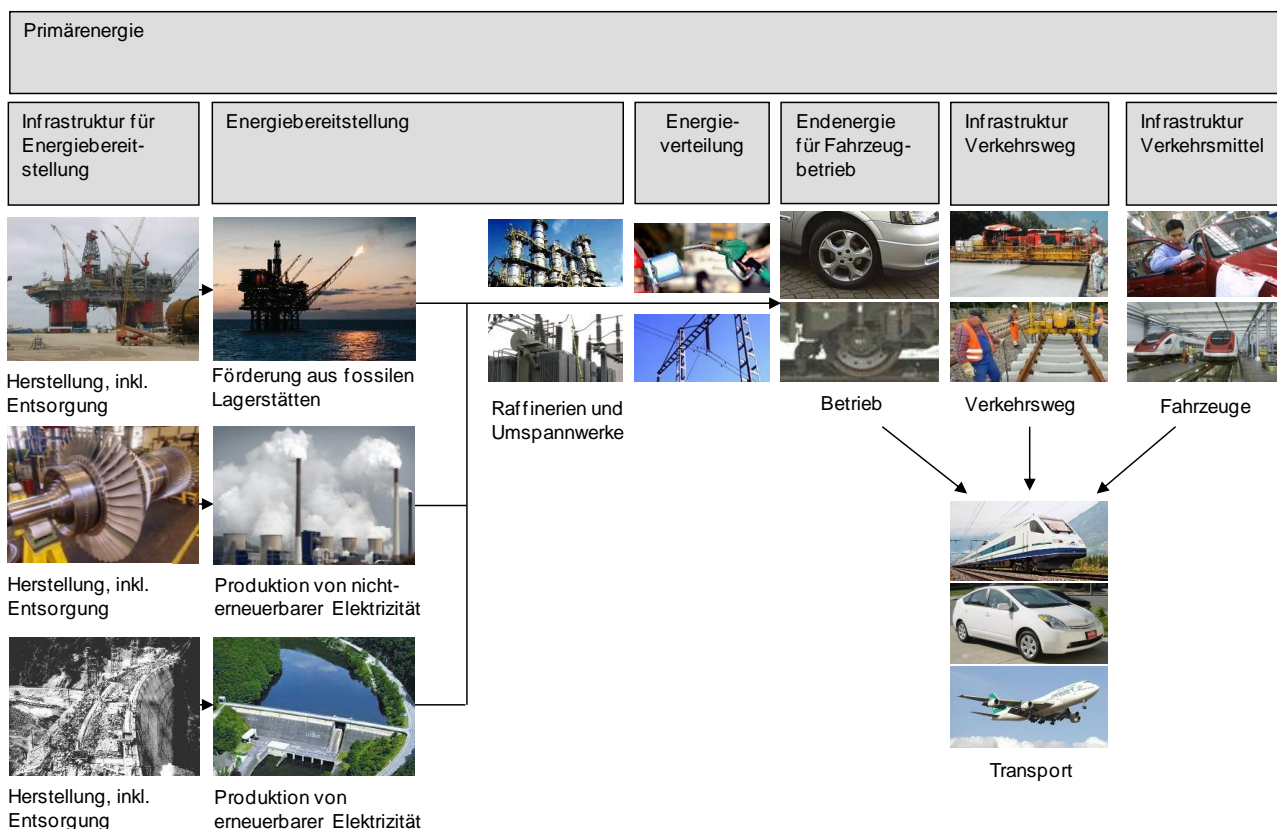 Primärenergie
Infrastruktur für
Energiebereit-
stellung
Energiebereitstellung
Energie-
verteilung
Endenergie
für Fahrzeug-
betrieb
Infrastruktur
Verkehrsweg
Infrastruktur
Verkehrsmittel
Herstellung, inkl.
Entsorgung
Förderung aus fossilen
Lagerstätten
Raffinerien und
Umspannwerke
Betrieb
Verkehrsweg
Fahrzeuge
Herstellung, inkl.
Entsorgung
Produktion von nicht-
erneuerbarer Elektrizität
Transport
Herstellung, inkl.
Entsorgung
Produktion von
erneuerbarer Elektrizität